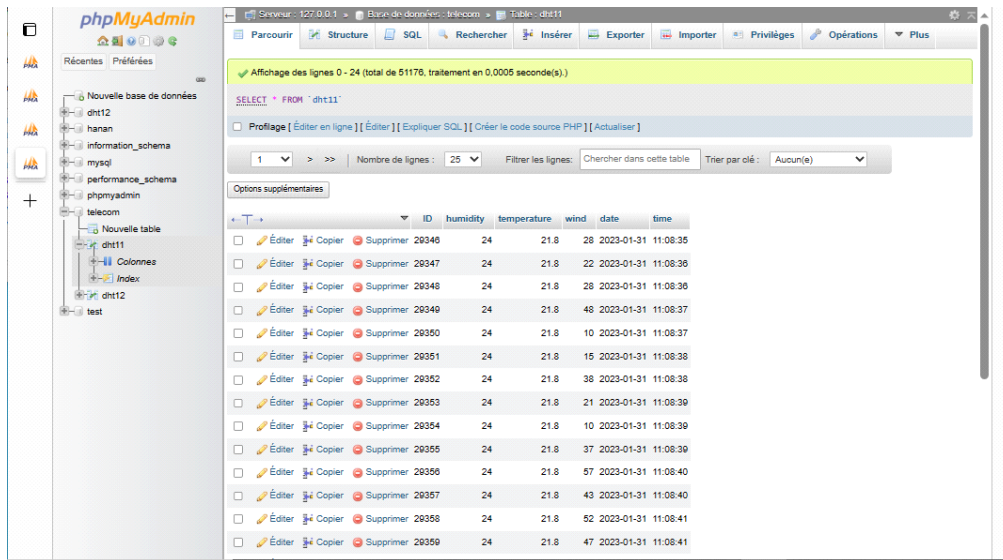 phpMyAdmin
Récentes Préférées
Nouvelle base de données
dht12
hanan
information_schema
mysql
performance_schema
phpmyadmin
telecom
Nouvelle table
dht11
Colonnes
Index
dht12
test
PMA
PMA
PMA
PMA
Serveur : 127.0.0.1 » Base de données : telecom » Table : dht11
Parcourir Structure SQL Rechercher Insérer Exporter Importer Privilèges Opérations Plus
Affichage des lignes 0 - 24 (total de 51176, traitement en 0,0005 seconde(s).)
SELECT * FROM `dht11`
Profilage [ Éditer en ligne ] [ Éditer ] [ Expliquer SQL ] [ Créer le code source PHP ] [ Actualiser ]
1 > >> Nombre de lignes : 25 Filtrer les lignes: Chercher dans cette table Trier par clé : Aucun(e)
Options supplémentaires
←T→ ID humidity temperature wind date time
Éditer Copier Supprimer 29346 24 21.8 28 2023-01-31 11:08:35
Éditer Copier Supprimer 29347 24 21.8 22 2023-01-31 11:08:36
Éditer Copier Supprimer 29348 24 21.8 28 2023-01-31 11:08:36
Éditer Copier Supprimer 29349 24 21.8 48 2023-01-31 11:08:37
Éditer Copier Supprimer 29350 24 21.8 10 2023-01-31 11:08:37
Éditer Copier Supprimer 29351 24 21.8 15 2023-01-31 11:08:38
Éditer Copier Supprimer 29352 24 21.8 38 2023-01-31 11:08:38
Éditer Copier Supprimer 29353 24 21.8 21 2023-01-31 11:08:39
Éditer Copier Supprimer 29354 24 21.8 10 2023-01-31 11:08:39
Éditer Copier Supprimer 29355 24 21.8 37 2023-01-31 11:08:39
Éditer Copier Supprimer 29356 24 21.8 57 2023-01-31 11:08:40
Éditer Copier Supprimer 29357 24 21.8 43 2023-01-31 11:08:40
Éditer Copier Supprimer 29358 24 21.8 52 2023-01-31 11:08:41
Éditer Copier Supprimer 29359 24 21.8 47 2023-01-31 11:08:41